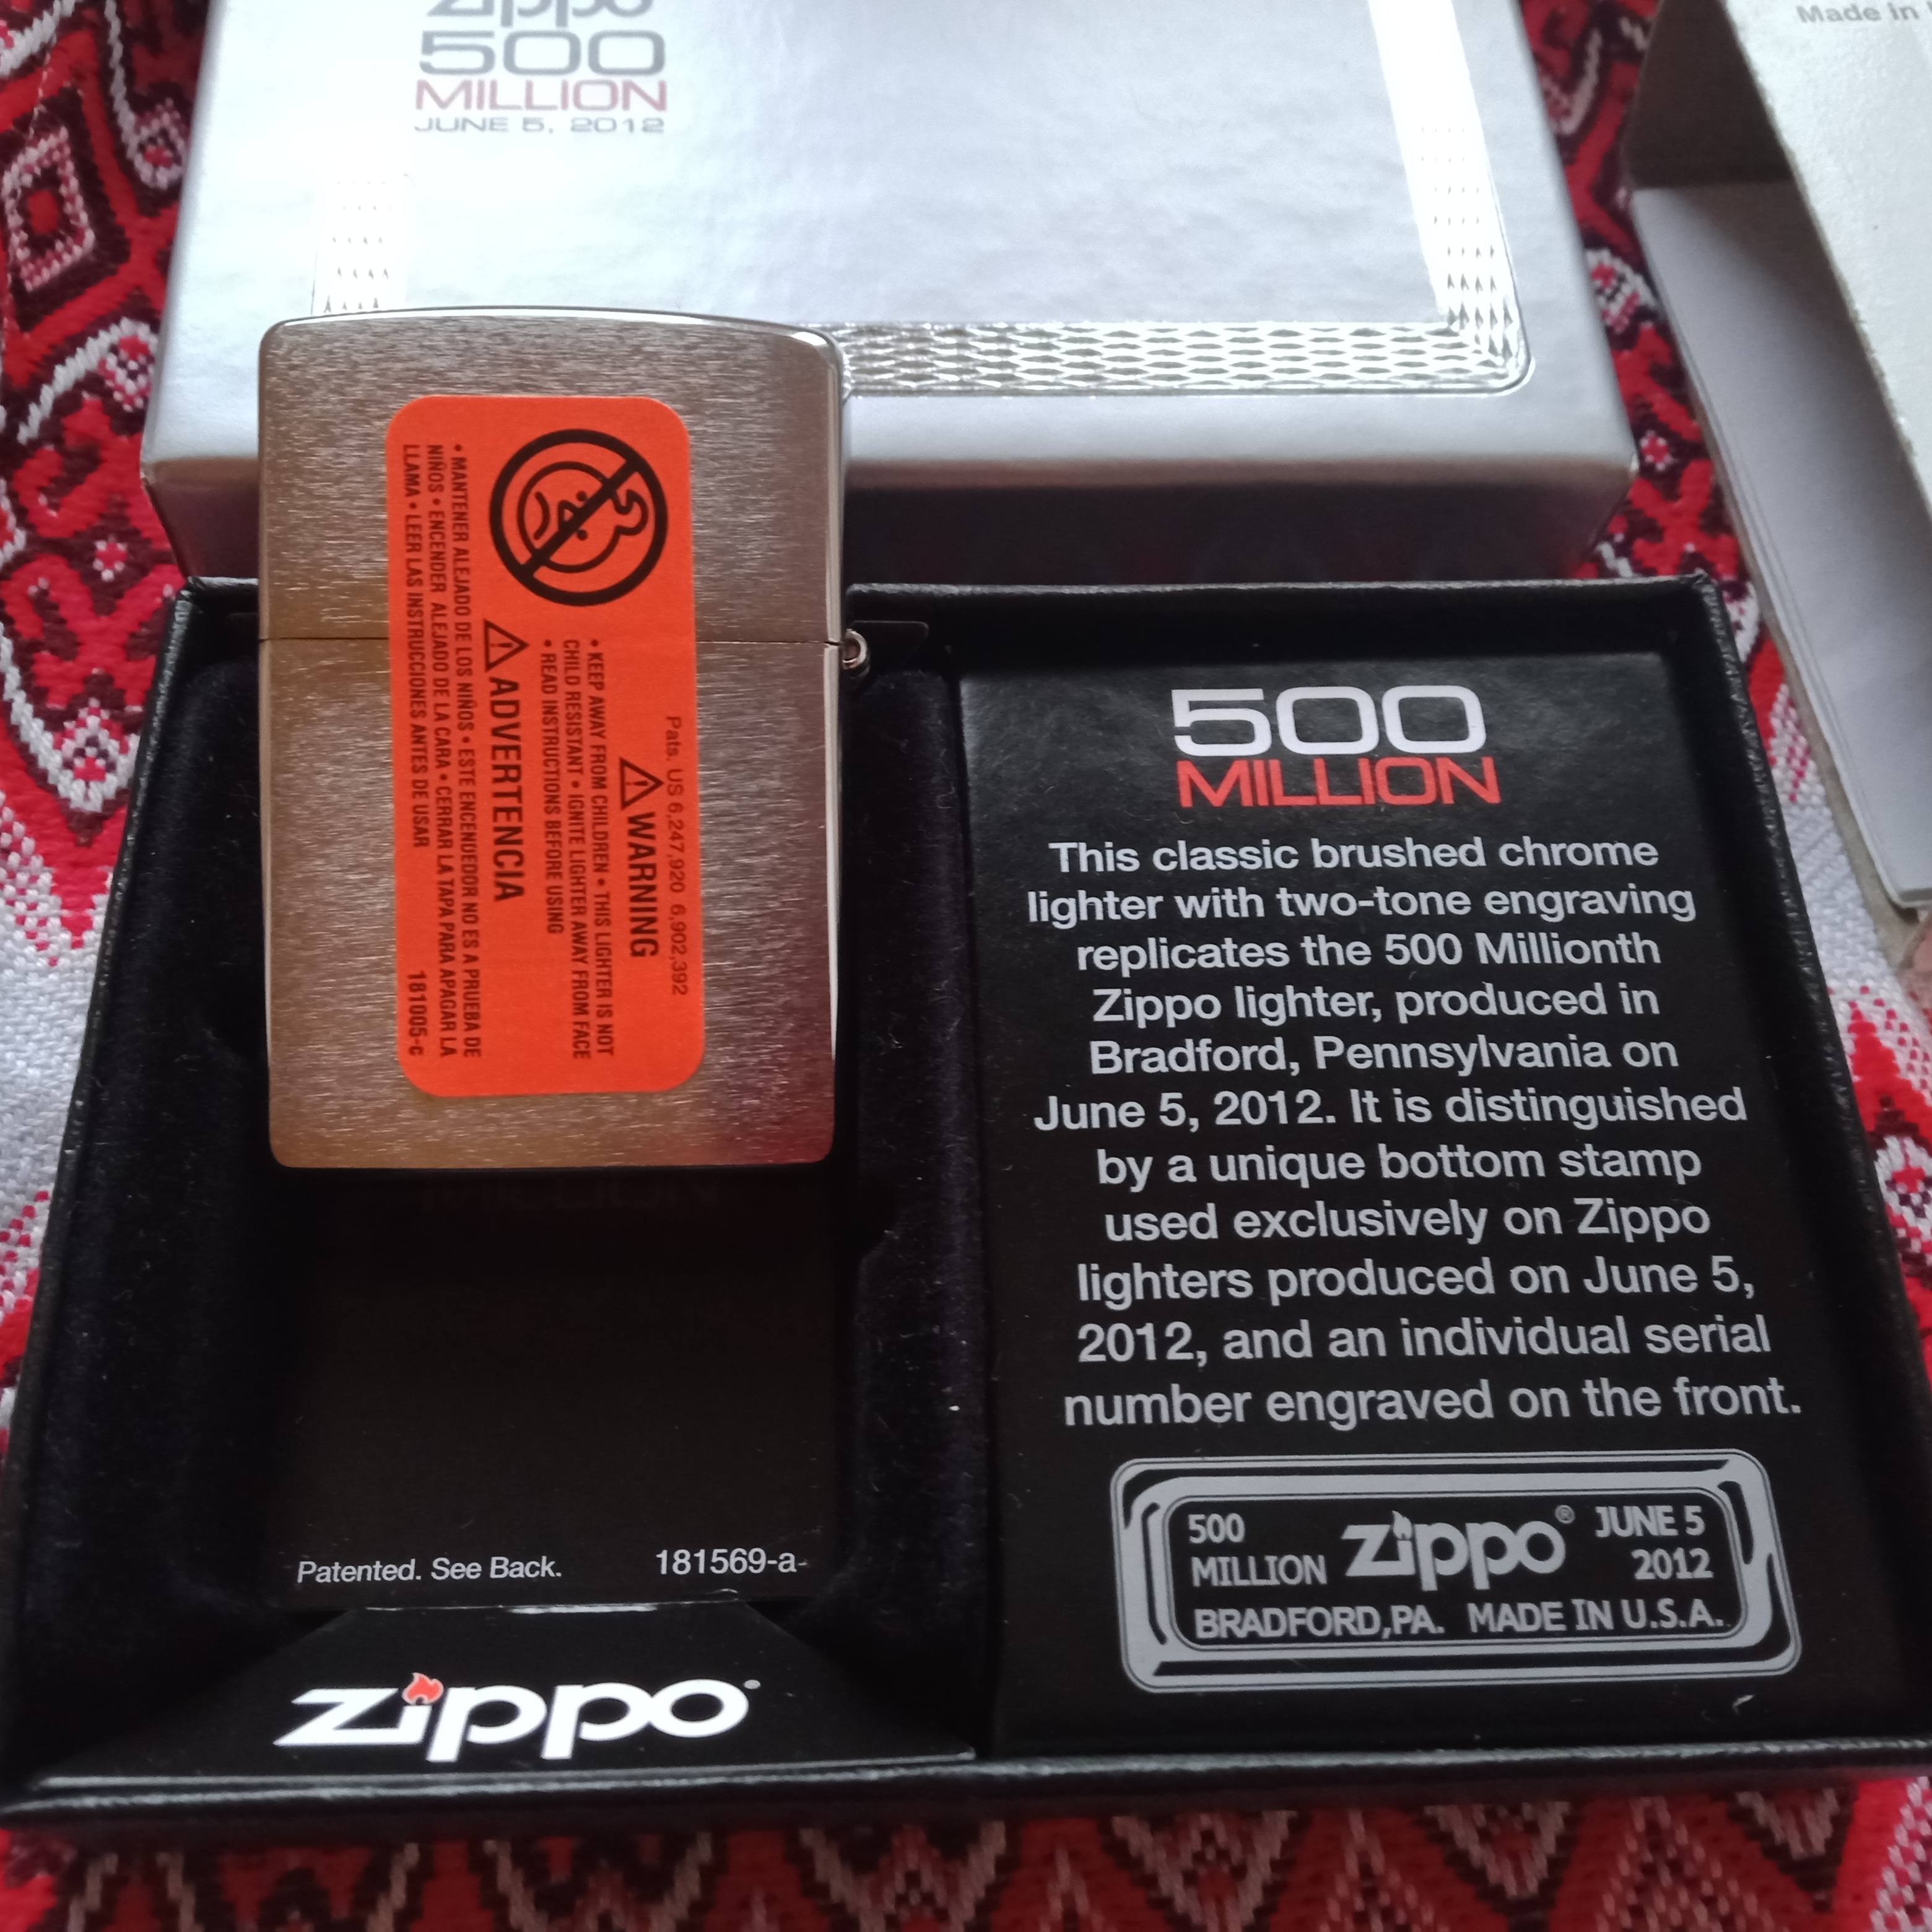 zippo
500
MILLION
JUNE 5, 2012
Made in
Pats. US 6,247,920 6,902,392
WARNING
• KEEP AWAY FROM CHILDREN • THIS LIGHTER IS NOT
CHILD RESISTANT • IGNITE LIGHTER AWAY FROM FACE
• READ INSTRUCTIONS BEFORE USING
ADVERTENCIA
• MANTENER ALEJADO DE LOS NIÑOS • ESTE ENCENDEDOR NO ES A PRUEBA DE
NIÑOS • ENCENDER ALEJADO DE LA CARA • CERRAR LA TAPA PARA APAGAR LA
LLAMA • LEER LAS INSTRUCCIONES ANTES DE USAR
181005-c
MILLION
Patented. See Back.
181569-a
zippo
500
MILLION
This classic brushed chrome
lighter with two-tone engraving
replicates the 500 Millionth
Zippo lighter, produced in
Bradford, Pennsylvania on
June 5, 2012. It is distinguished
by a unique bottom stamp
used exclusively on Zippo
lighters produced on June 5,
2012, and an individual serial
number engraved on the front.
500 MILLION zippo® JUNE 5 2012
BRADFORD,PA. MADE IN U.S.A.